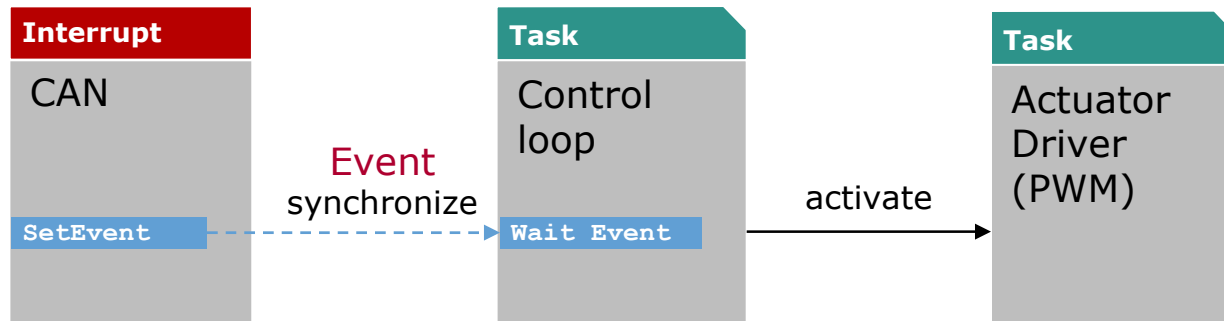 Interrupt
CAN
SetEvent
Event
synchronize
Task
Control
loop
Wait Event
activate
Task
Actuator
Driver
(PWM)